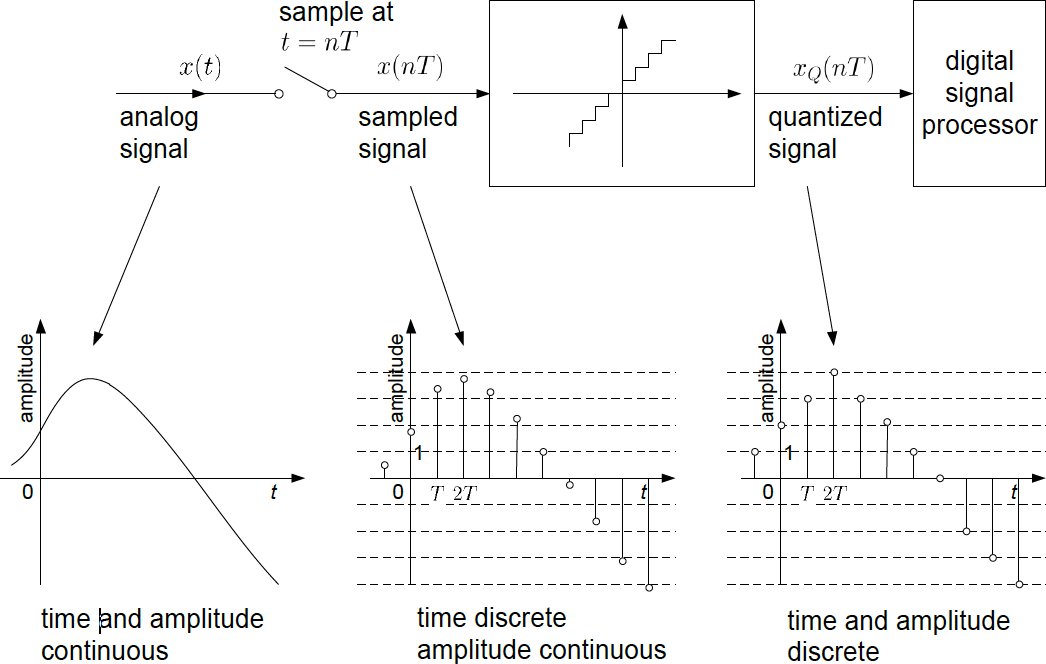 sample at
t = nT
x(t)
x(nT)
x_Q(nT)
analog
signal
sampled
signal
quantized
signal
digital
signal
processor
amplitude
0
t
time and amplitude
continuous
amplitude
1
0
T 2T
t
time discrete
amplitude continuous
amplitude
1
0
T 2T
t
time and amplitude
discrete